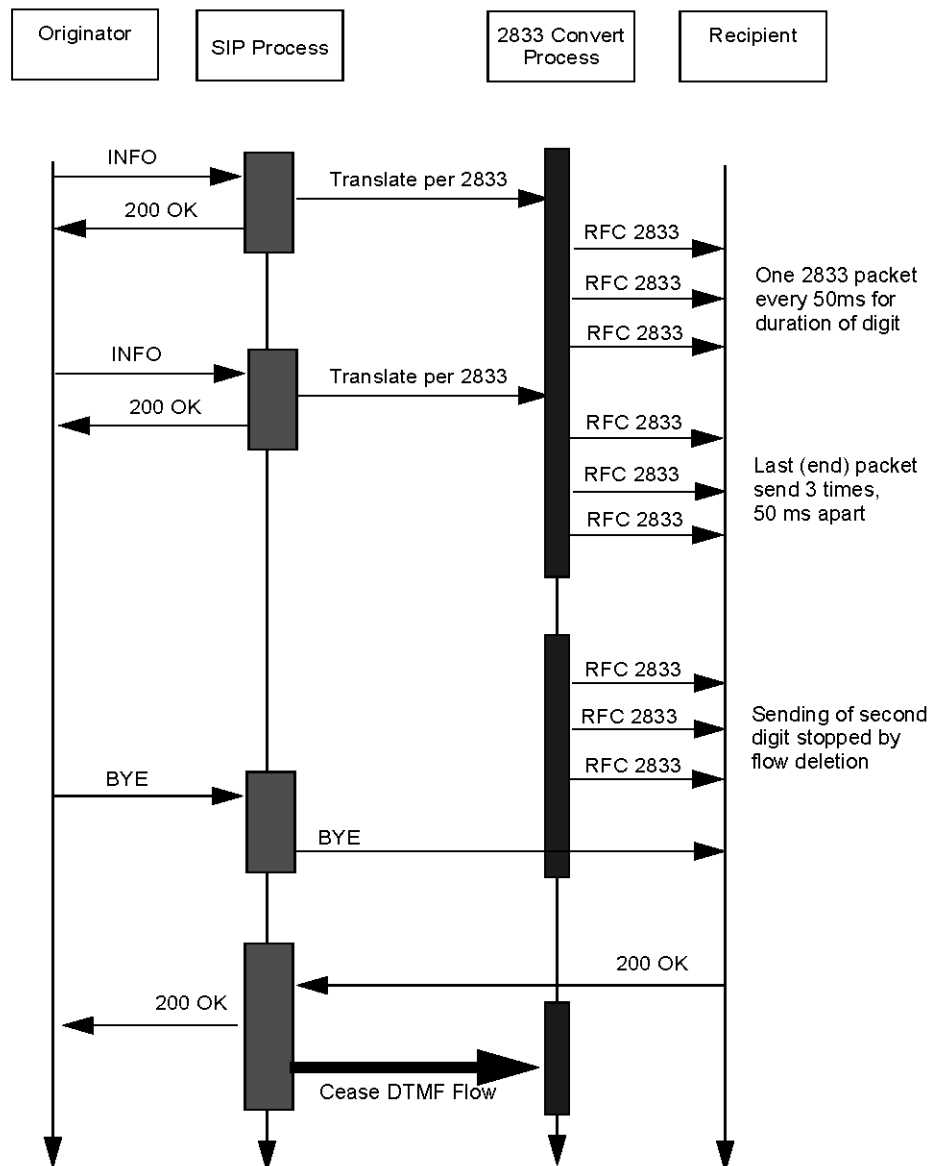 Originator
SIP Process
2833 Convert
Process
Recipient
INFO
Translate per 2833
200 OK
RFC 2833
RFC 2833
RFC 2833
One 2833 packet
every 50ms for
duration of digit
INFO
Translate per 2833
200 OK
RFC 2833
RFC 2833
RFC 2833
Last (end) packet
send 3 times,
50 ms apart
RFC 2833
RFC 2833
RFC 2833
Sending of second
digit stopped by
flow deletion
BYE
BYE
200 OK
200 OK
Cease DTMF Flow